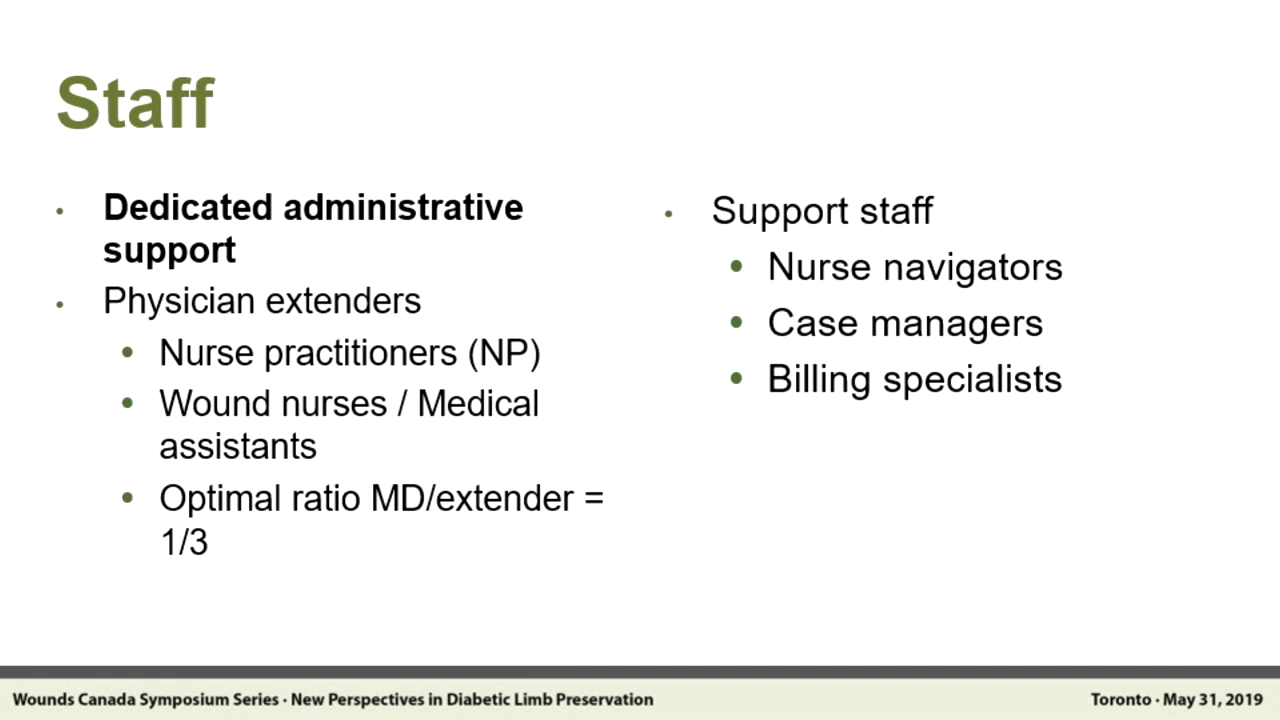 Staff
• Dedicated administrative
support
• Physician extenders
• Nurse practitioners (NP)
• Wound nurses / Medical
assistants
• Optimal ratio MD/extender =
1/3
• Support staff
• Nurse navigators
• Case managers
• Billing specialists
Wounds Canada Symposium Series · New Perspectives in Diabetic Limb Preservation
Toronto · May 31, 2019